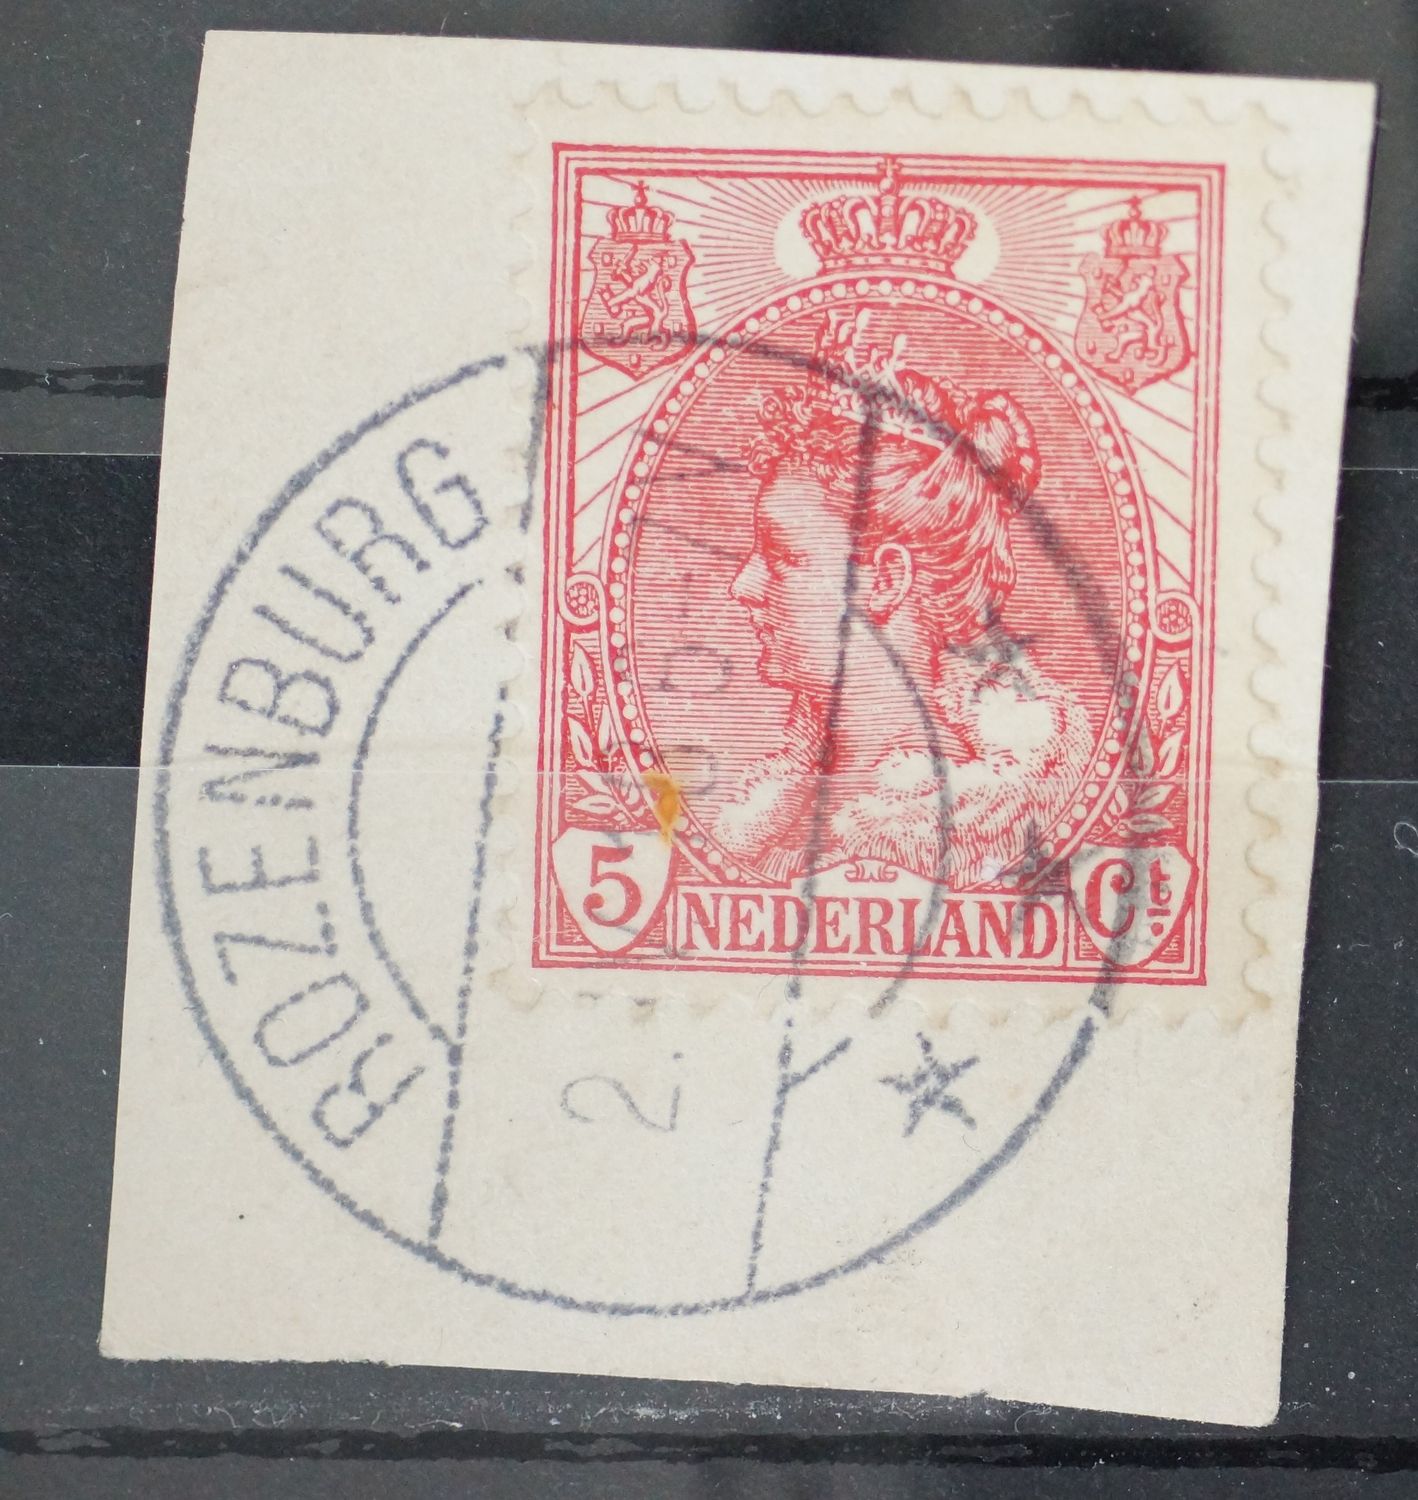 5 NEDERLAND Ct.
ROZENBURG
2.